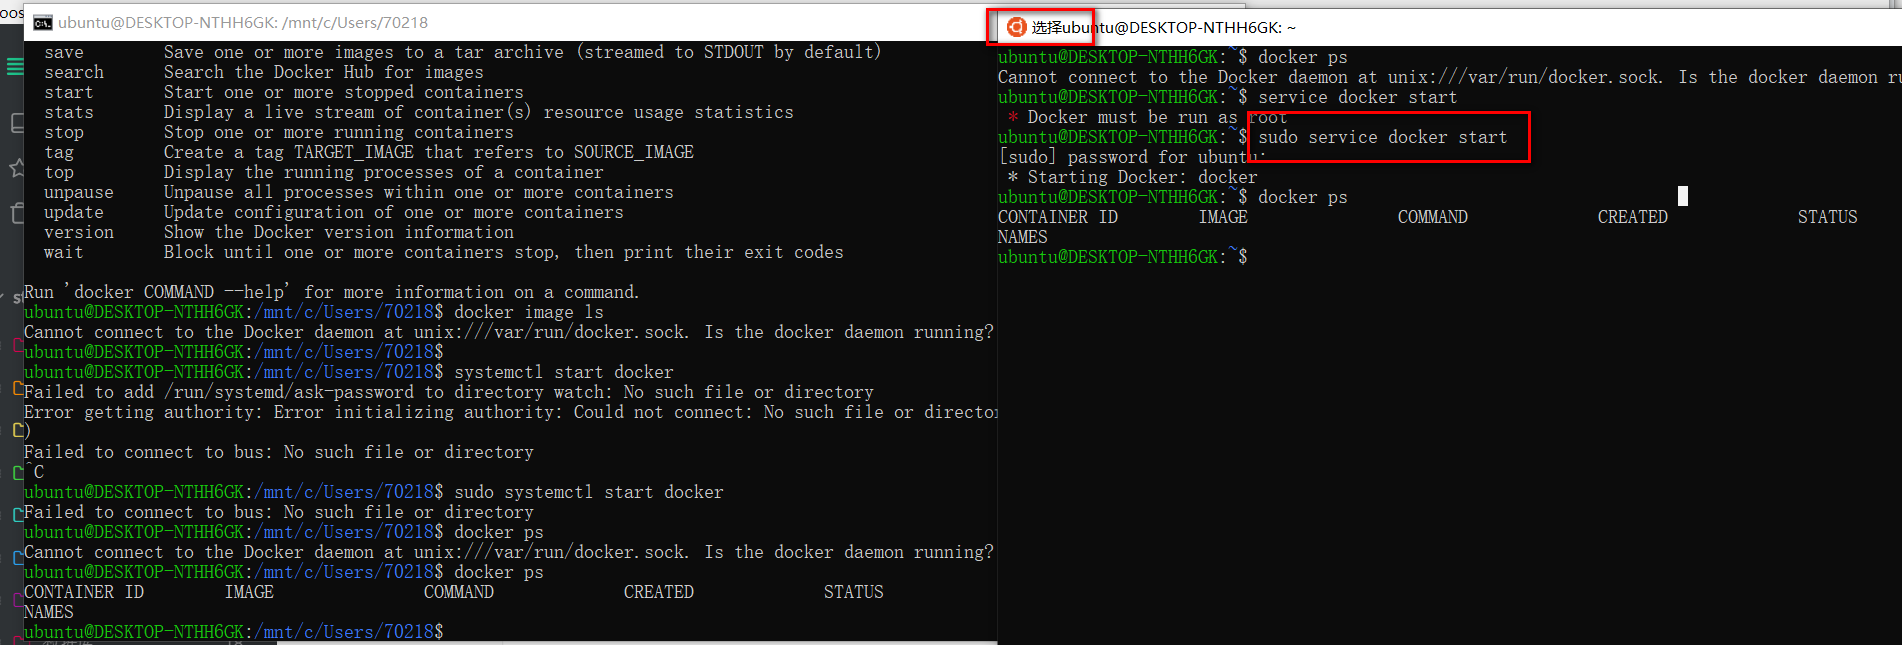 oos
ubuntu@DESKTOP-NTHH6GK: /mnt/c/Users/70218
save Save one or more images to a tar archive (streamed to STDOUT by default)
search Search the Docker Hub for images
start Start one or more stopped containers
stats Display a live stream of container(s) resource usage statistics
stop Stop one or more running containers
tag Create a tag TARGET_IMAGE that refers to SOURCE_IMAGE
top Display the running processes of a container
unpause Unpause all processes within one or more containers
update Update configuration of one or more containers
version Show the Docker version information
wait Block until one or more containers stop, then print their exit codes
Run 'docker COMMAND --help' for more information on a command.
ubuntu@DESKTOP-NTHH6GK:/mnt/c/Users/70218$ docker image ls
Cannot connect to the Docker daemon at unix:///var/run/docker.sock. Is the docker daemon running?
ubuntu@DESKTOP-NTHH6GK:/mnt/c/Users/70218$
ubuntu@DESKTOP-NTHH6GK:/mnt/c/Users/70218$ systemctl start docker
Failed to add /run/systemd/ask-password to directory watch: No such file or directory
Error getting authority: Error initializing authority: Could not connect: No such file or director
)
Failed to connect to bus: No such file or directory
^C
ubuntu@DESKTOP-NTHH6GK:/mnt/c/Users/70218$ sudo systemctl start docker
Failed to connect to bus: No such file or directory
ubuntu@DESKTOP-NTHH6GK:/mnt/c/Users/70218$ docker ps
Cannot connect to the Docker daemon at unix:///var/run/docker.sock. Is the docker daemon running?
ubuntu@DESKTOP-NTHH6GK:/mnt/c/Users/70218$ docker ps
CONTAINER ID IMAGE COMMAND CREATED STATUS
NAMES
ubuntu@DESKTOP-NTHH6GK:/mnt/c/Users/70218$
选择ubuntu@DESKTOP-NTHH6GK: ~
ubuntu@DESKTOP-NTHH6GK:~$ docker ps
Cannot connect to the Docker daemon at unix:///var/run/docker.sock. Is the docker daemon ru
ubuntu@DESKTOP-NTHH6GK:~$ service docker start
* Docker must be run as root
ubuntu@DESKTOP-NTHH6GK:~$ sudo service docker start
[sudo] password for ubuntu:
* Starting Docker: docker
ubuntu@DESKTOP-NTHH6GK:~$ docker ps
CONTAINER ID IMAGE COMMAND CREATED STATUS
NAMES
ubuntu@DESKTOP-NTHH6GK:~$